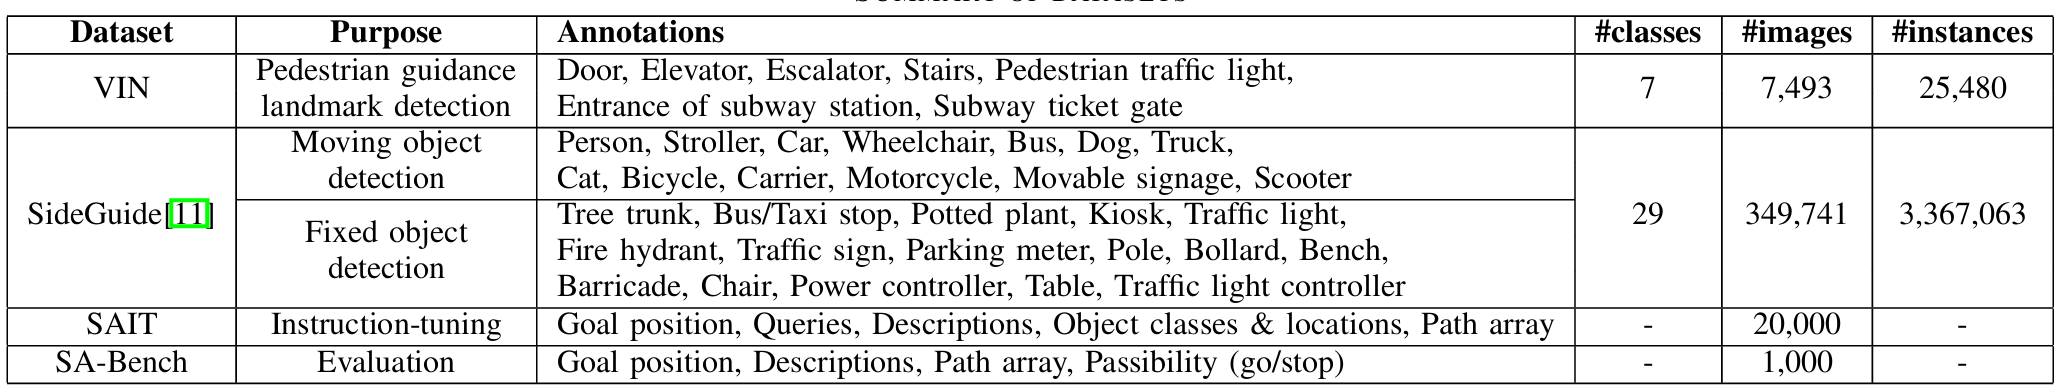 SUMMARY OF DATASETS
Dataset Purpose Annotations #classes #images #instances
VIN Pedestrian guidance landmark detection Door, Elevator, Escalator, Stairs, Pedestrian traffic light, 7 7,493 25,480
Entrance of subway station, Subway ticket gate
SideGuide[11] Moving object detection Person, Stroller, Car, Wheelchair, Bus, Dog, Truck, 29 349,741 3,367,063
Cat, Bicycle, Carrier, Motorcycle, Movable signage, Scooter
Fixed object detection Tree trunk, Bus/Taxi stop, Potted plant, Kiosk, Traffic light,
Fire hydrant, Traffic sign, Parking meter, Pole, Bollard, Bench,
Barricade, Chair, Power controller, Table, Traffic light controller
SAIT Instruction-tuning Goal position, Queries, Descriptions, Object classes & locations, Path array - 20,000 -
SA-Bench Evaluation Goal position, Descriptions, Path array, Passibility (go/stop) - 1,000 -